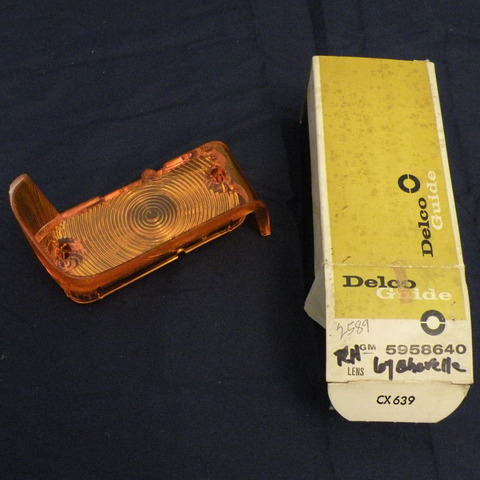 Delco
Guide
Delco
Guide
2589
RH GM 5958640
LENS 67 Chevelle
CX639